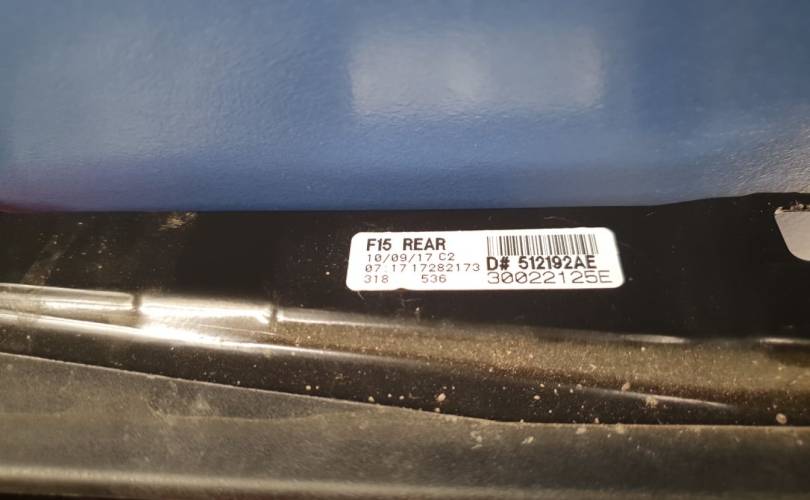 F15 REAR
10/09/17 C2
07:17 17282173
318 536
D# 512192AE
30022125E